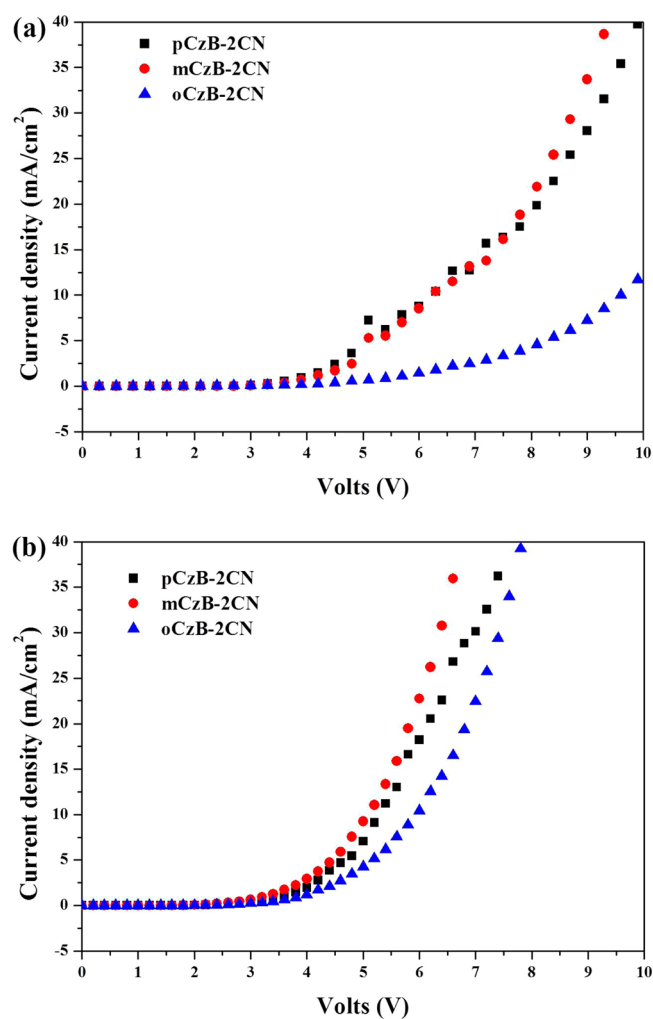 (a)
pCzB-2CN
mCzB-2CN
oCzB-2CN
Current density (mA/cm²)
40
35
30
25
20
15
10
5
0
-5
0 1 2 3 4 5 6 7 8 9 10
Volts (V)
(b)
pCzB-2CN
mCzB-2CN
oCzB-2CN
Current density (mA/cm²)
40
35
30
25
20
15
10
5
0
-5
0 1 2 3 4 5 6 7 8 9 10
Volts (V)